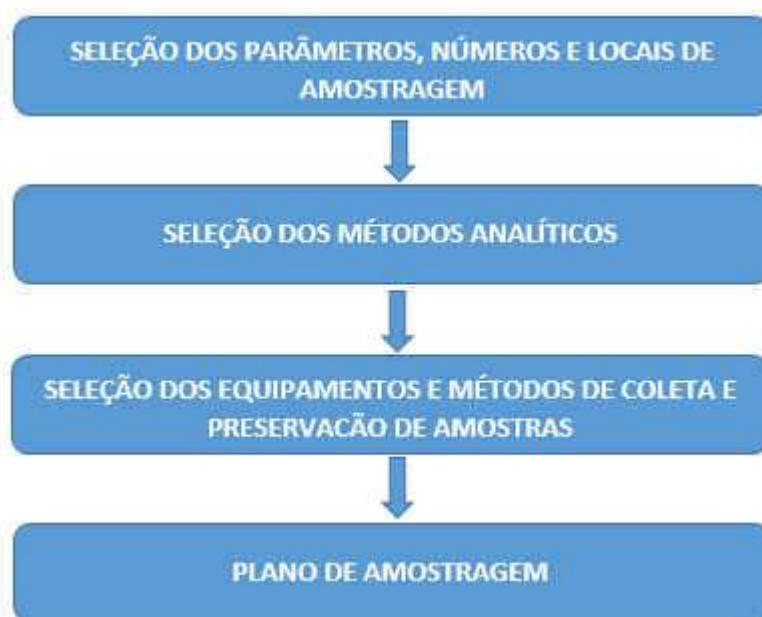 SELEÇÃO DOS PARÂMETROS, NÚMEROS E LOCAIS DE
AMOSTRAGEM
SELEÇÃO DOS MÉTODOS ANALÍTICOS
SELEÇÃO DOS EQUIPAMENTOS E MÉTODOS DE COLETA E
PRESERVACÃO DE AMOSTRAS
PLANO DE AMOSTRAGEM